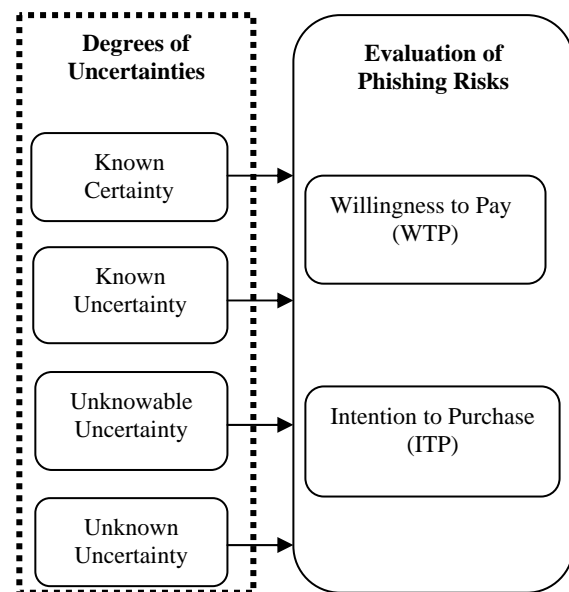 Degrees of
Uncertainties
Known
Certainty
Known
Uncertainty
Unknowable
Uncertainty
Unknown
Uncertainty
Evaluation of
Phishing Risks
Willingness to Pay
(WTP)
Intention to Purchase
(ITP)